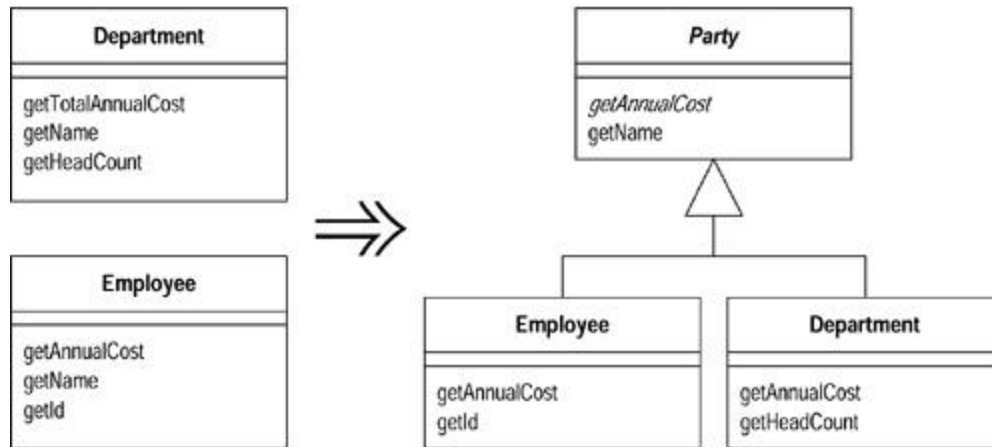 Department
getTotalAnnualCost
getName
getHeadCount
Employee
getAnnualCost
getName
getId
Party
getAnnualCost
getName
Employee
getAnnualCost
getId
Department
getAnnualCost
getHeadCount